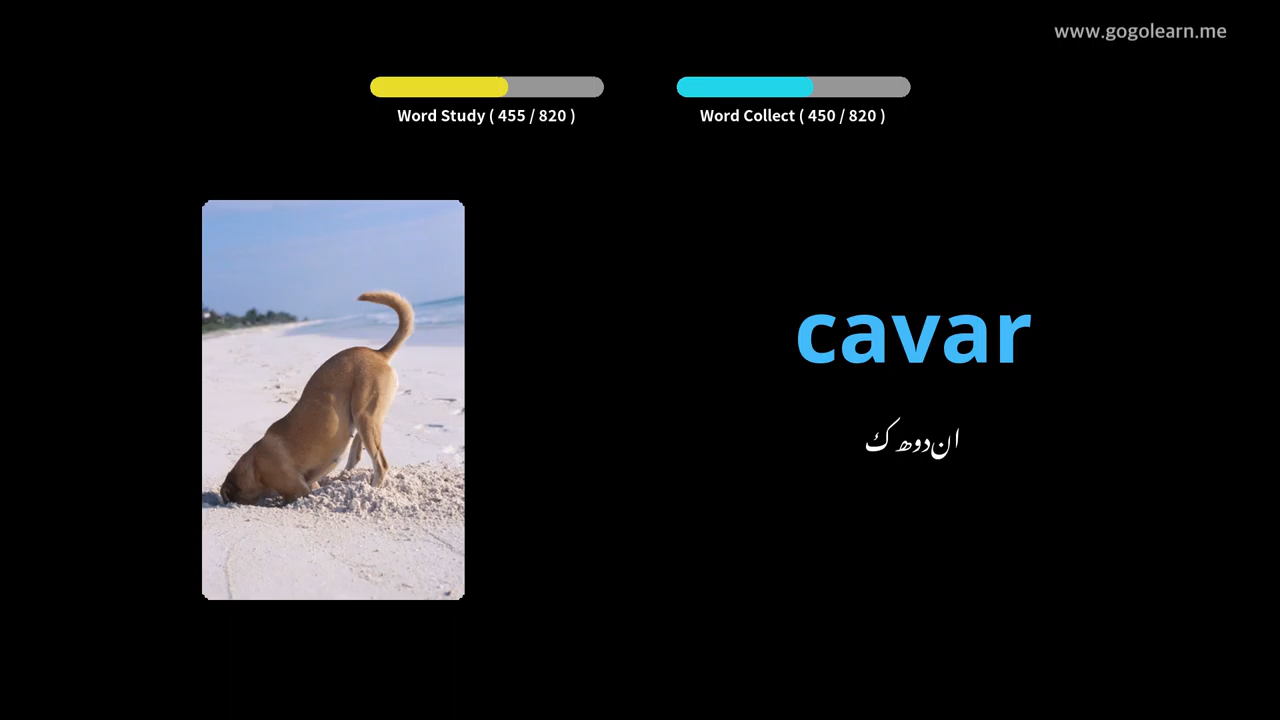 www.gogolearn.me
Word Study ( 455 / 820 )
Word Collect ( 450 / 820 )
cavar
ان‌دوھ ک